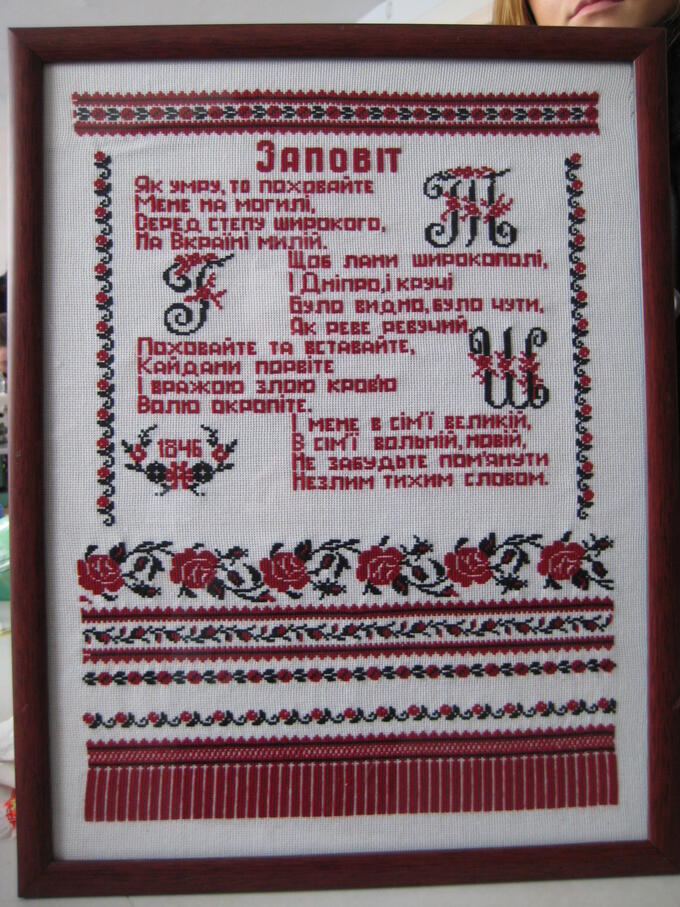 Заповіт
Як умру, то поховайте
Мене на могилі,
Серед степу широкого,
На Вкраїні милій.
Т
Щоб лани широкополі,
І Дніпро, і кручі
Було видно, було чути,
Як реве ревучий.
Г
Поховайте та вставайте,
Кайдани порвіте
І вражою злою кров'ю
Волю окропіте.
Ш
І мене в сім'ї великій,
В сім'ї вольній, новій,
Не забудьте пом'янути
Незлим тихим словом.
1846